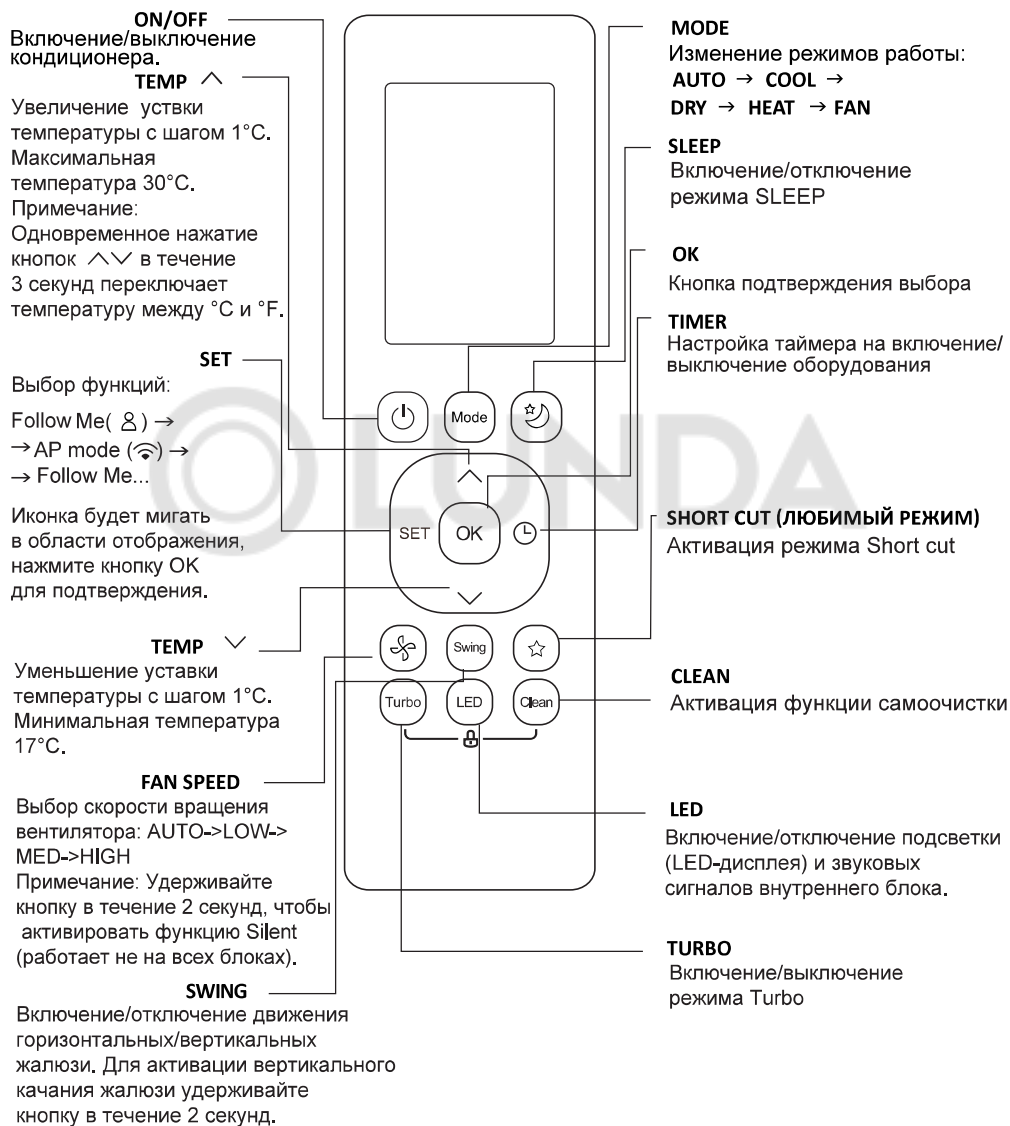 ON/OFF
Включение/выключение
кондиционера.
TEMP
Увеличение уствки
температуры с шагом 1°C.
Максимальная
температура 30°C.
Примечание:
Одновременное нажатие
кнопок в течение
3 секунд переключает
температуру между °C и °F.
SET
Выбор функций:
Follow Me( ) →
→ AP mode ( ) →
→ Follow Me...
Иконка будет мигать
в области отображения,
нажмите кнопку OK
для подтверждения.
TEMP
Уменьшение уставки
температуры с шагом 1°C.
Минимальная температура
17°C.
FAN SPEED
Выбор скорости вращения
вентилятора: AUTO->LOW->
MED->HIGH
Примечание: Удерживайте
кнопку в течение 2 секунд, чтобы
активировать функцию Silent
(работает не на всех блоках).
SWING
Включение/отключение движения
горизонтальных/вертикальных
жалюзи. Для активации вертикального
качания жалюзи удерживайте
кнопку в течение 2 секунд.
Mode
SET
OK
Swing
Turbo
LED
Clean
MODE
Изменение режимов работы:
AUTO → COOL →
DRY → HEAT → FAN
SLEEP
Включение/отключение
режима SLEEP
OK
Кнопка подтверждения выбора
TIMER
Настройка таймера на включение/
выключение оборудования
SHORT CUT (ЛЮБИМЫЙ РЕЖИМ)
Активация режима Short cut
CLEAN
Активация функции самоочистки
LED
Включение/отключение подсветки
(LED-дисплея) и звуковых
сигналов внутреннего блока.
TURBO
Включение/выключение
режима Turbo
LUNDA